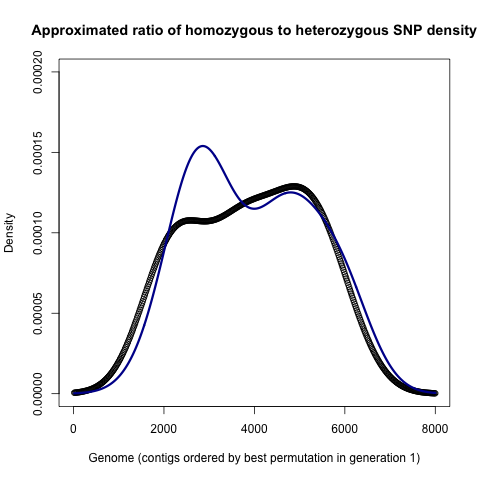 Approximated ratio of homozygous to heterozygous SNP density
0.00020
0.00015
0.00010
0.00005
0.00000
Density
0 2000 4000 6000 8000
Genome (contigs ordered by best permutation in generation 1)